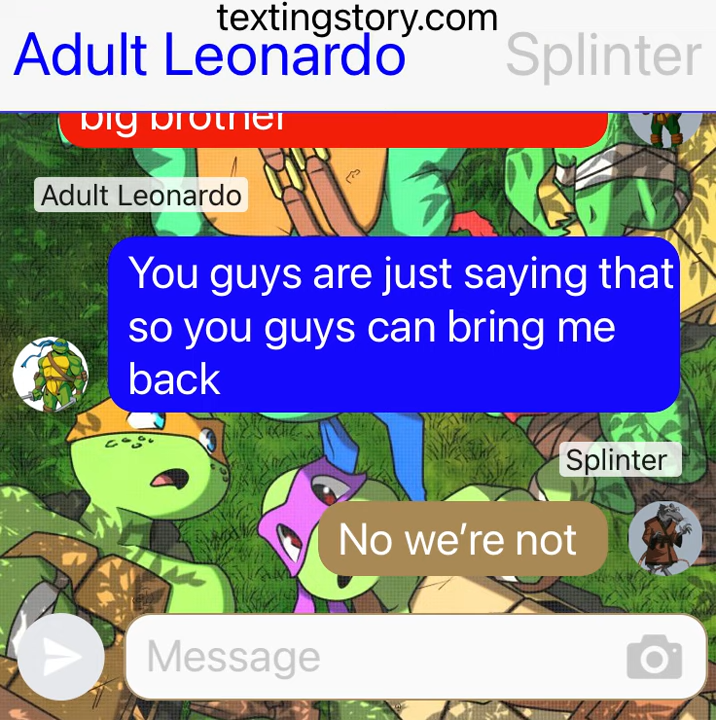 textingstory.com
Adult Leonardo Splinter
big brother
Adult Leonardo
You guys are just saying that
so you guys can bring me
back
Splinter
No we’re not
Message